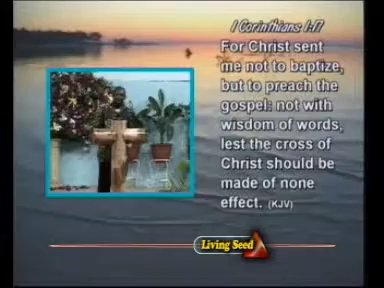 1 Corinthians 1:17
For Christ sent
me not to baptize,
but to preach the
gospel: not with
wisdom of words,
lest the cross of
Christ should be
made of none
effect. (KJV)
Living Seed